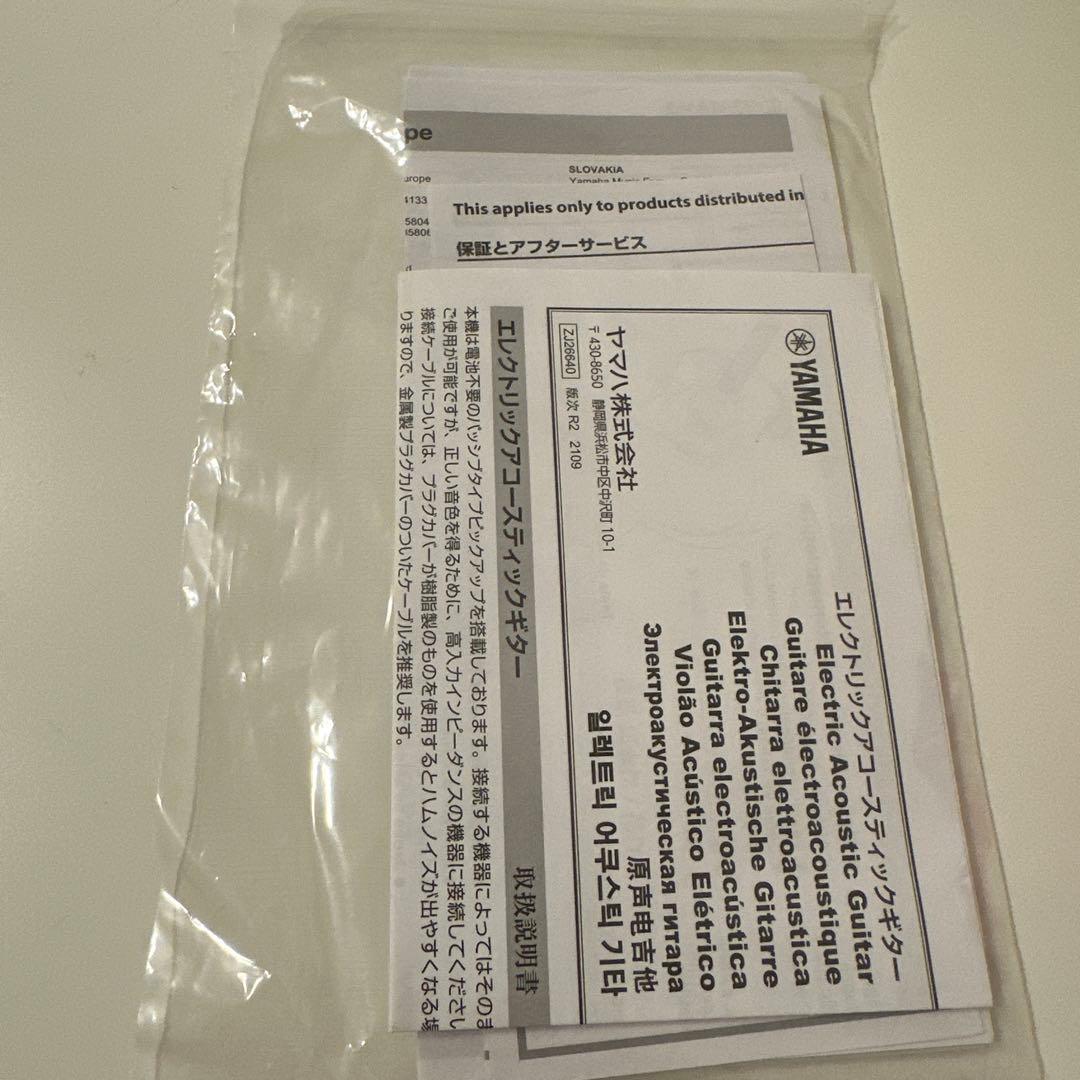 pe
SLOVAKIA
urope
This applies only to products distributed in
5804
保証とアフターサービス
YAMAHA
エレクトリックアコースティックギター
Electric Acoustic Guitar
Guitare électroacoustique
Chitarra elettroacustica
Elektro-Akustische Gitarre
Guitarra electroacústica
Violão Acústico Elétrico
Электроакустическая гитара
原声电吉他
일렉트릭 어쿠스틱 기타
ヤマハ株式会社
〒430-8650 静岡県浜松市中区中沢町10-1
ZJ26640 版次 R2 2109
エレクトリックアコースティックギター 取扱説明書
本機は電池不要のパッシブタイプピックアップを搭載しております。接続する機器によってはそのま
ご使用が可能ですが、正しい音色を得るために、高入力インピーダンスの機器に接続してくださ
接続ケーブルについては、プラグカバーが樹脂製のものを使用するとハムノイズが出やすくなる場
りますので、金属製プラグカバーのついたケーブルを推奨します。